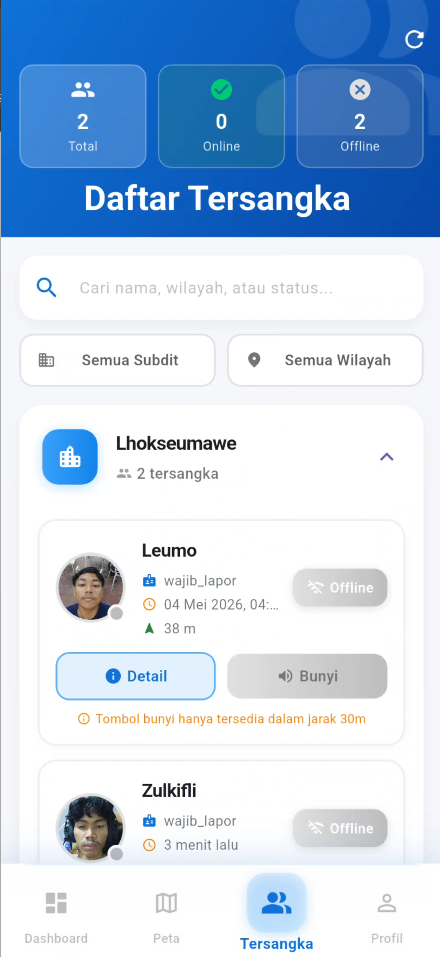 2
Total
0
Online
2
Offline
Daftar Tersangka
Cari nama, wilayah, atau status...
Semua Subdit
Semua Wilayah
Lhokseumawe
2 tersangka
Leumo
wajib_lapor
04 Mei 2026, 04:...
38 m
Offline
Detail
Bunyi
Tombol bunyi hanya tersedia dalam jarak 30m
Zulkifli
wajib_lapor
3 menit lalu
Offline
Dashboard
Peta
Tersangka
Profil